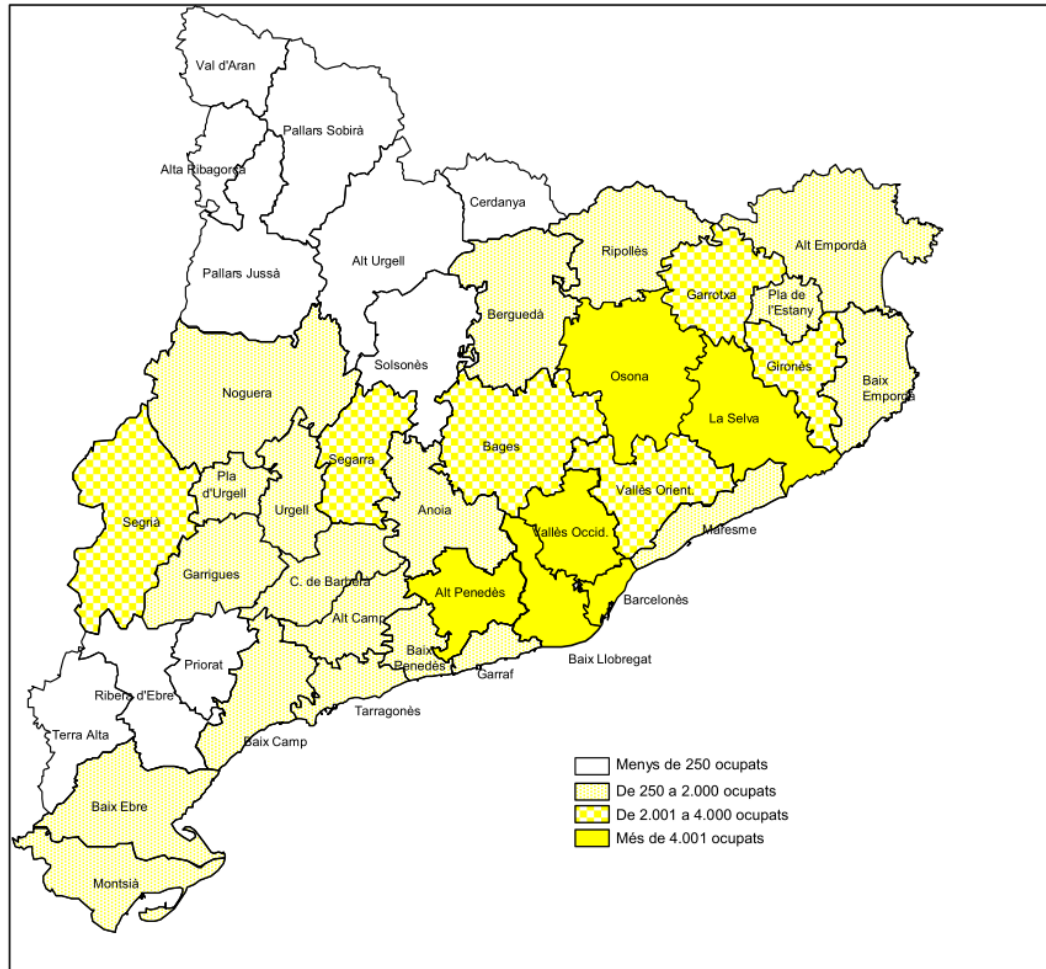 Val d'Aran
Pallars Sobirà
Alta Ribagorça
Cerdanya
Alt Urgell
Pallars Jussà
Ripollès
Alt Empordà
Garrotxa
Pla de
l'Estany
Berguedà
Solsonès
Osona
Gironès
Baix
Empordà
Noguera
La Selva
Bages
Segarra
Pla
d'Urgell
Urgell
Anoia
Vallès Orient.
Segrià
Vallès Occid.
Maresme
Garrigues
C. de Barberà
Alt Penedès
Barcelonès
Alt Camp
Baix
Penedès
Baix Llobregat
Garraf
Priorat
Ribera d'Ebre
Tarragonès
Terra Alta
Baix Camp
Baix Ebre
Montsià
Menys de 250 ocupats
De 250 a 2.000 ocupats
De 2.001 a 4.000 ocupats
Més de 4.001 ocupats